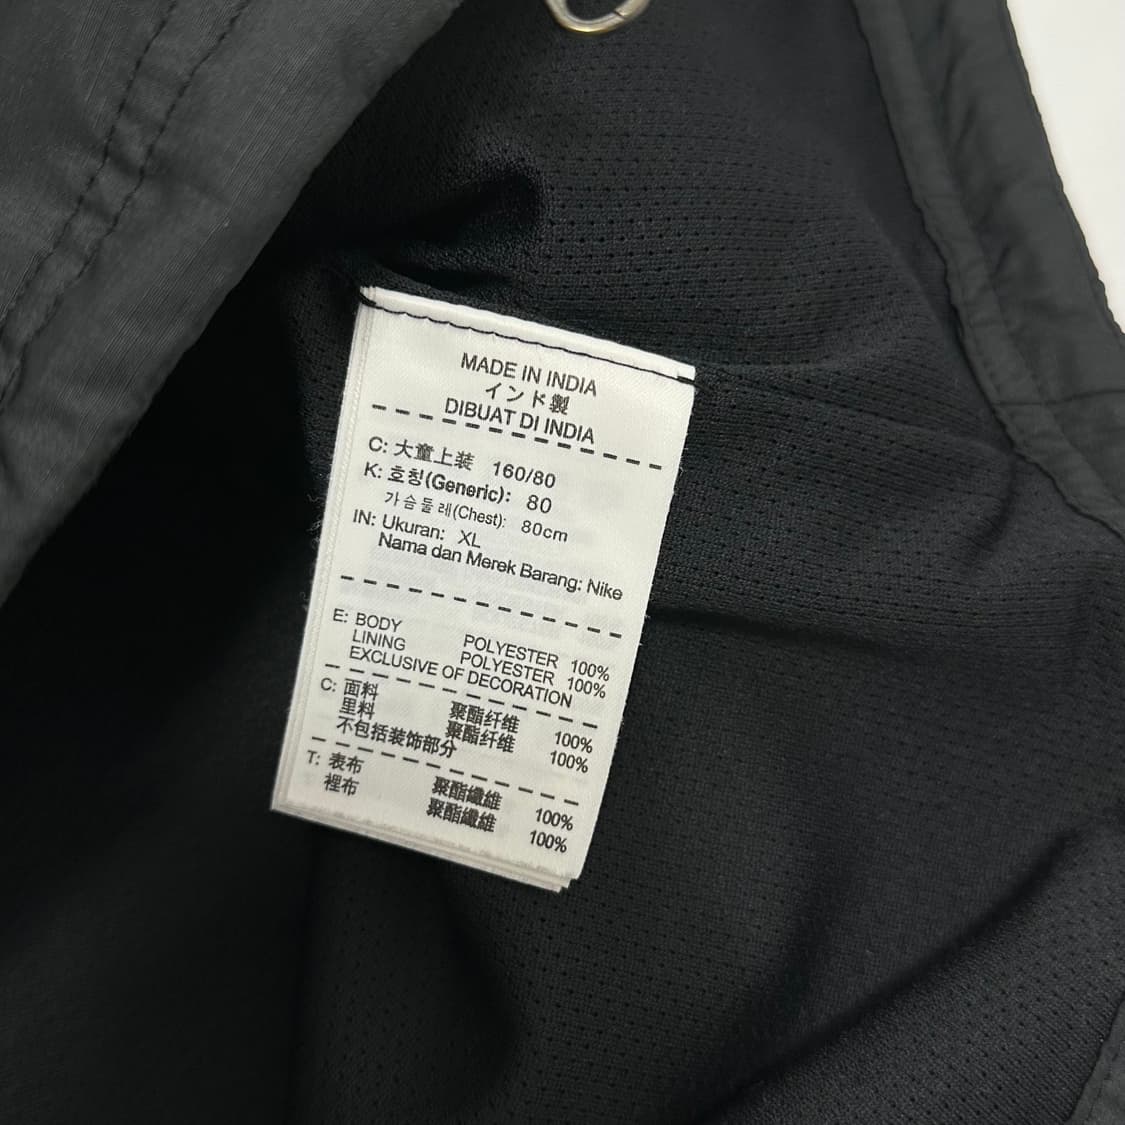 MADE IN INDIA
インド製
DIBUAT DI INDIA
C: 大童上装 160/80
K: 호칭(Generic): 80
가슴둘레(Chest): 80cm
IN: Ukuran: XL
Nama dan Merek Barang: Nike
E: BODY POLYESTER 100%
LINING POLYESTER 100%
EXCLUSIVE OF DECORATION
C: 面料 聚酯纤维 100%
里料 聚酯纤维 100%
不包括装饰部分
T: 表布 聚酯纖維 100%
裡布 聚酯纖維 100%